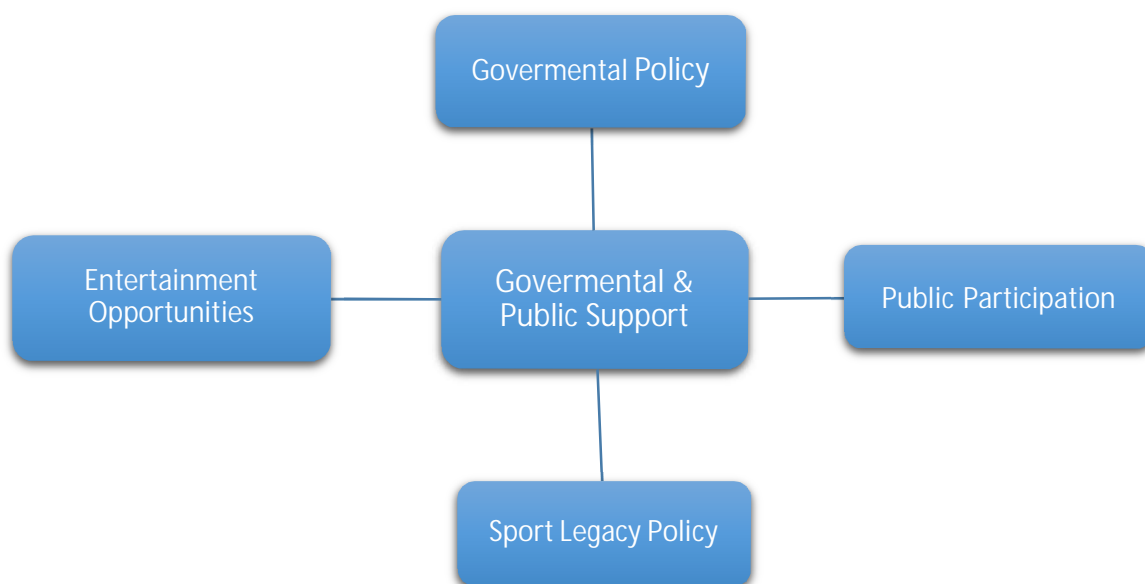 Govermental Policy
Entertainment
Opportunities
Govermental &
Public Support
Public Participation
Sport Legacy Policy